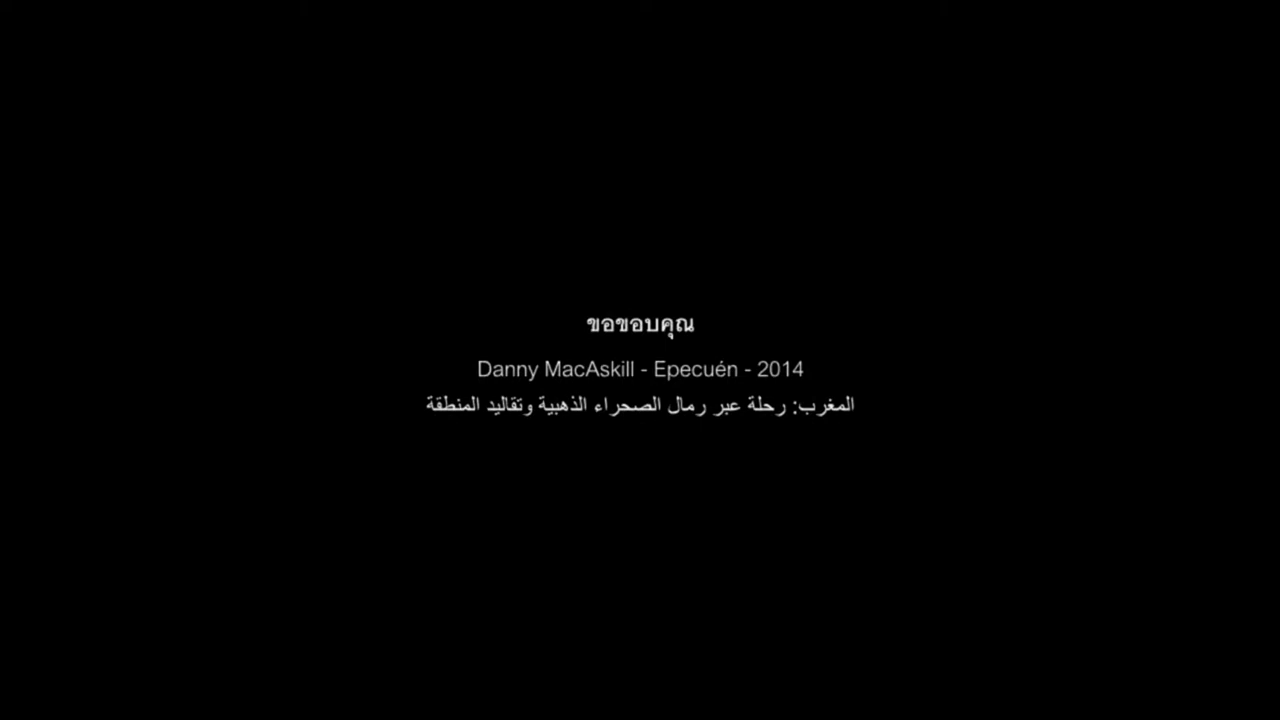 ขอขอบคุณ
Danny MacAskill - Epecuén - 2014
المغرب: رحلة عبر رمال الصحراء الذهبية وتقاليد المنطقة